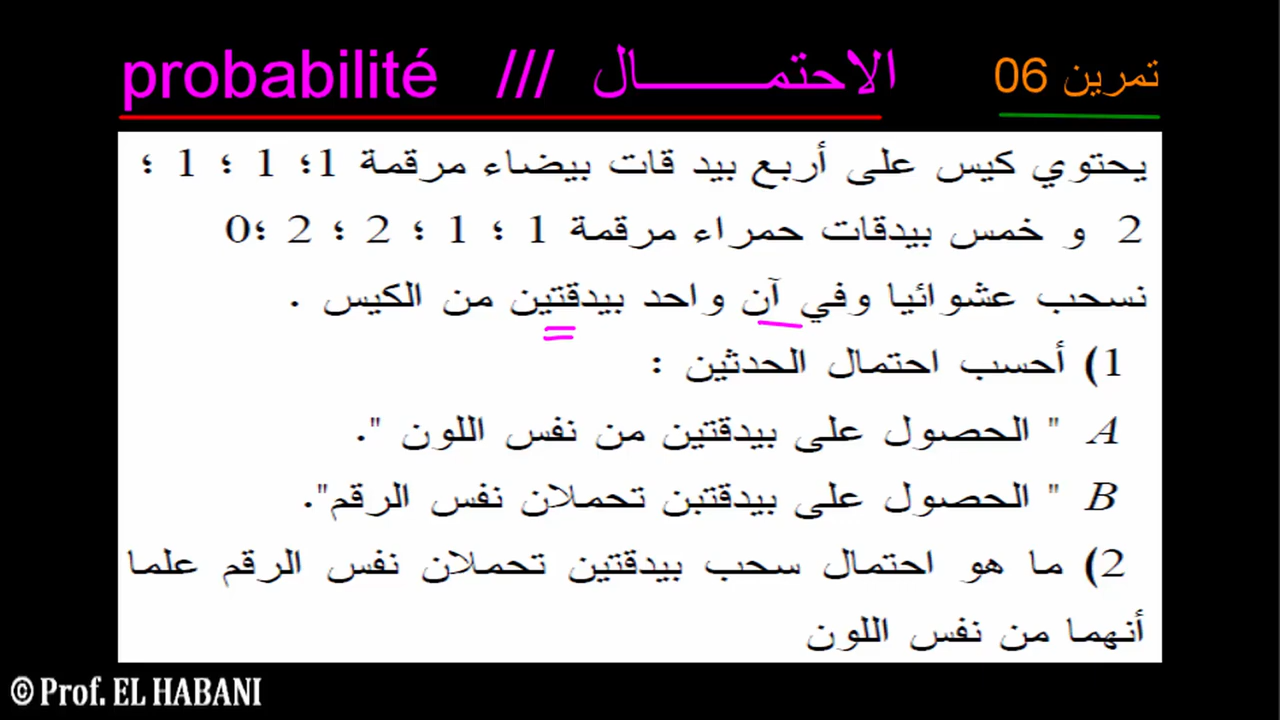 probabilité /// الاحتمـــــــــال تمرين 06
يحتوي كيس على أربع بيد قات بيضاء مرقمة 1؛ 1 ؛ 1 ؛
2 و خمس بيدقات حمراء مرقمة 1 ؛ 1 ؛ 2 ؛ 2 ؛0
نسحب عشوائيا وفي آن واحد بيدقتين من الكيس .
1) أحسب احتمال الحدثين :
A " الحصول على بيدقتين من نفس اللون ".
B " الحصول على بيدقتبن تحملان نفس الرقم".
2) ما هو احتمال سحب بيدقتين تحملان نفس الرقم علما
أنهما من نفس اللون
© Prof. EL HABANI